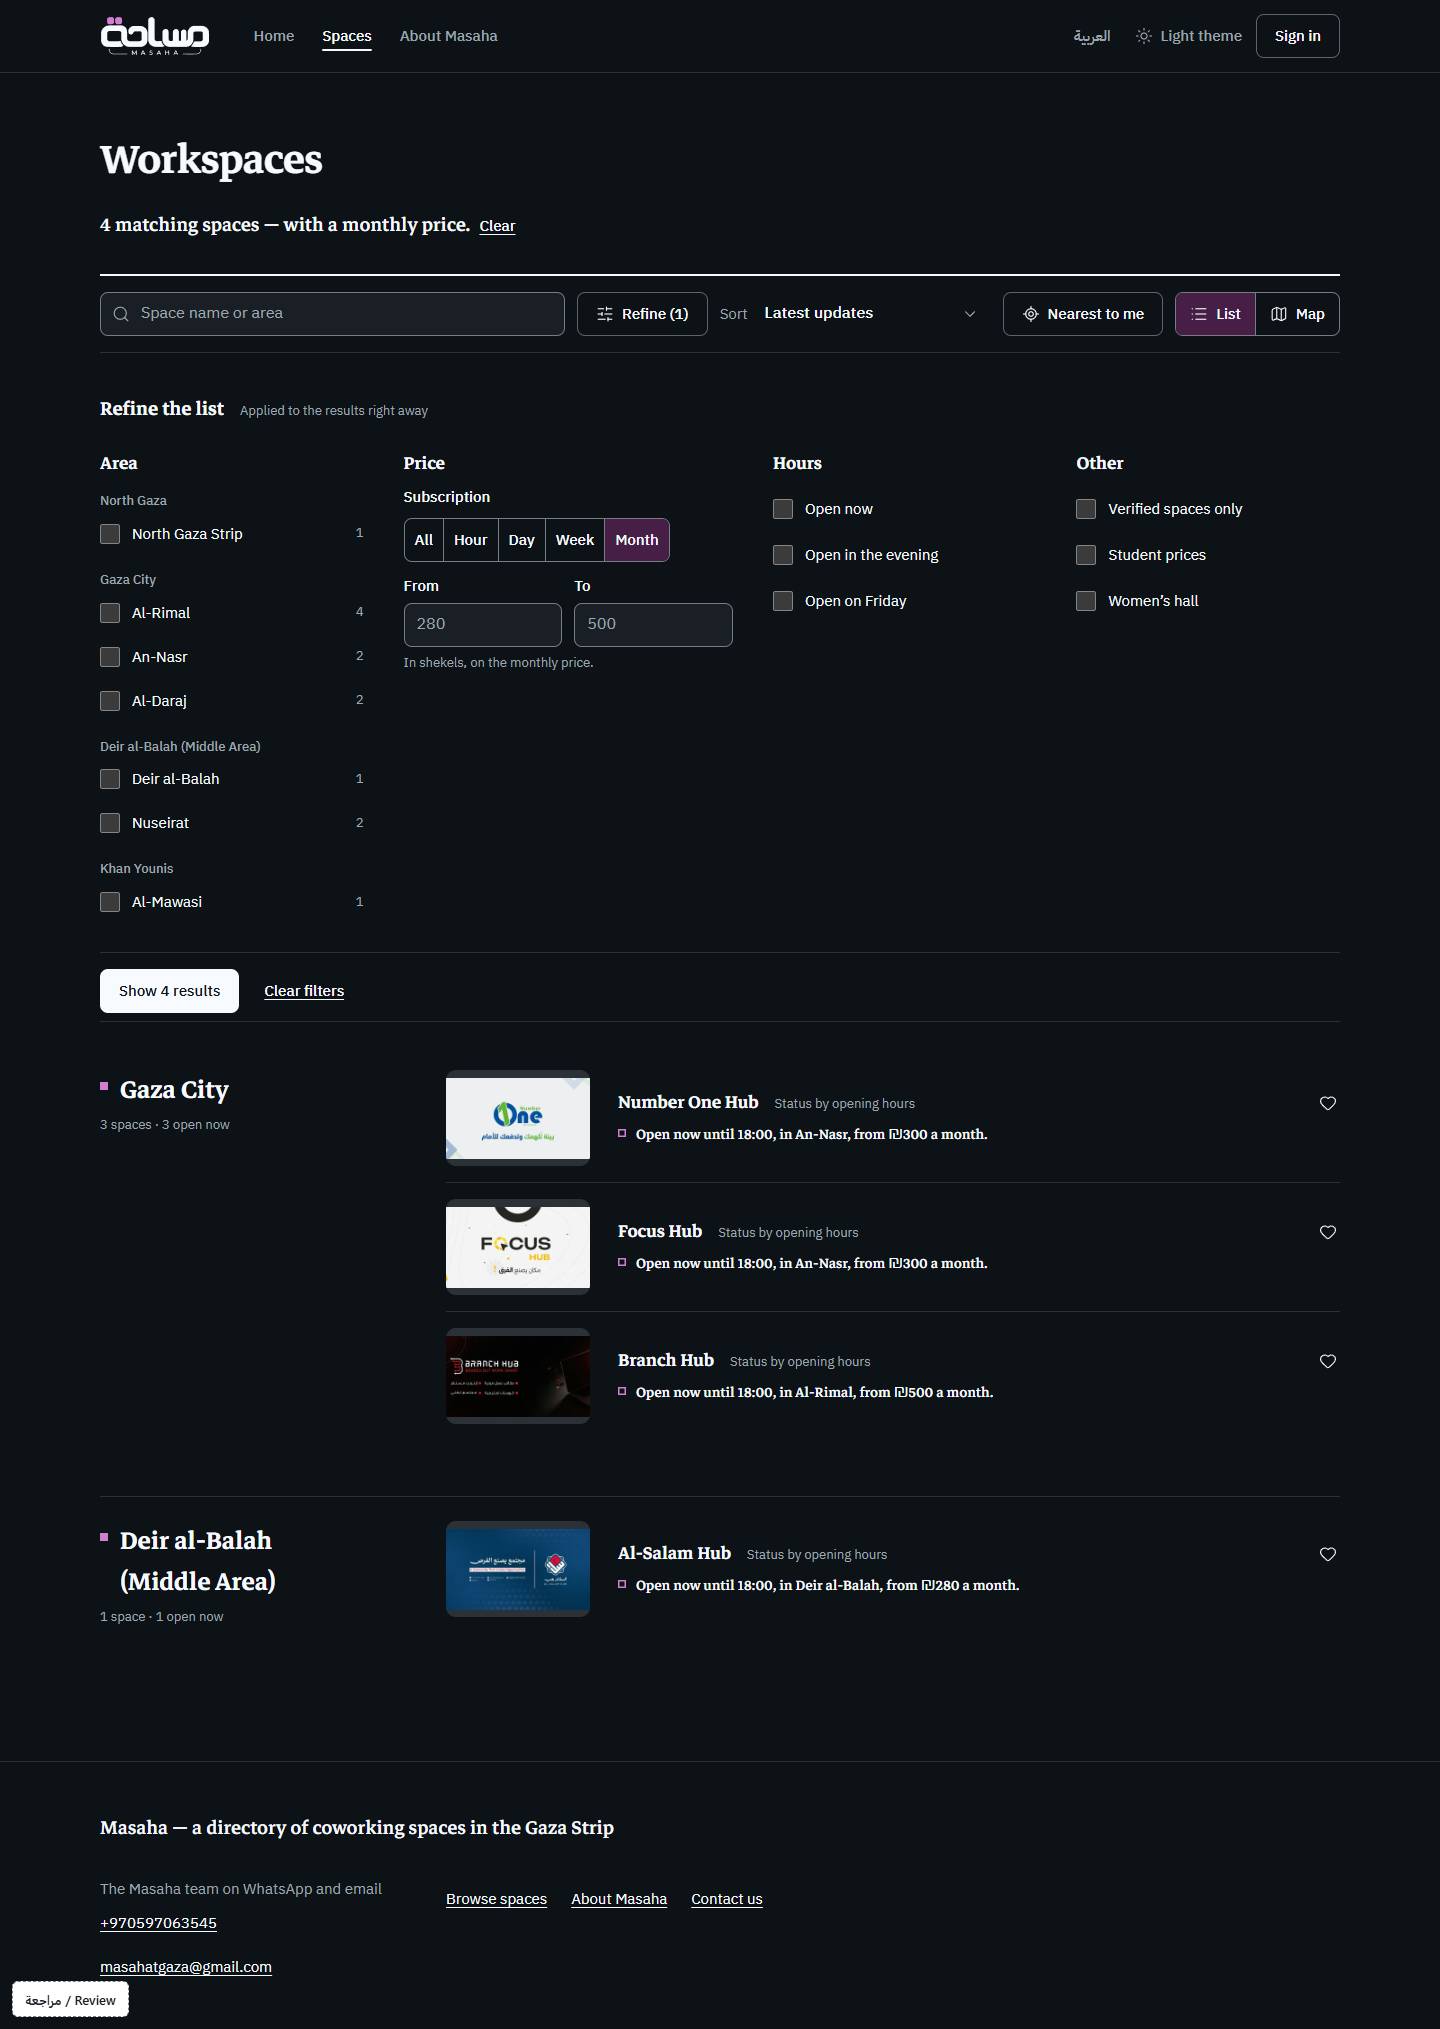 مساحة
MASAHA
Home
Spaces
About Masaha
العربية
Light theme
Sign in
Workspaces
4 matching spaces — with a monthly price. Clear
Space name or area
Refine (1)
Sort
Latest updates
Nearest to me
List
Map
Refine the list
Applied to the results right away
Area
North Gaza
North Gaza Strip 1
Gaza City
Al-Rimal 4
An-Nasr 2
Al-Daraj 2
Deir al-Balah (Middle Area)
Deir al-Balah 1
Nuseirat 2
Khan Younis
Al-Mawasi 1
Price
Subscription
All
Hour
Day
Week
Month
From
To
280
500
In shekels, on the monthly price.
Hours
Open now
Open in the evening
Open on Friday
Other
Verified spaces only
Student prices
Women’s hall
Show 4 results
Clear filters
Gaza City
3 spaces · 3 open now
Number
One
بيئة تلهمك وتدفعك للأمام
Number One Hub
Status by opening hours
Open now until 18:00, in An-Nasr, from ₪300 a month.
FOCUS
HUB
مكان يصنع الفرق !
Focus Hub
Status by opening hours
Open now until 18:00, in An-Nasr, from ₪300 a month.
BRANCH HUB
Branch Hub
Status by opening hours
Open now until 18:00, in Al-Rimal, from ₪500 a month.
Deir al-Balah
(Middle Area)
1 space · 1 open now
مجتمع يصنع الفرص
Al-Salam Hub
Status by opening hours
Open now until 18:00, in Deir al-Balah, from ₪280 a month.
Masaha — a directory of coworking spaces in the Gaza Strip
The Masaha team on WhatsApp and email
+970597063545
masahatgaza@gmail.com
Browse spaces
About Masaha
Contact us
مراجعة / Review